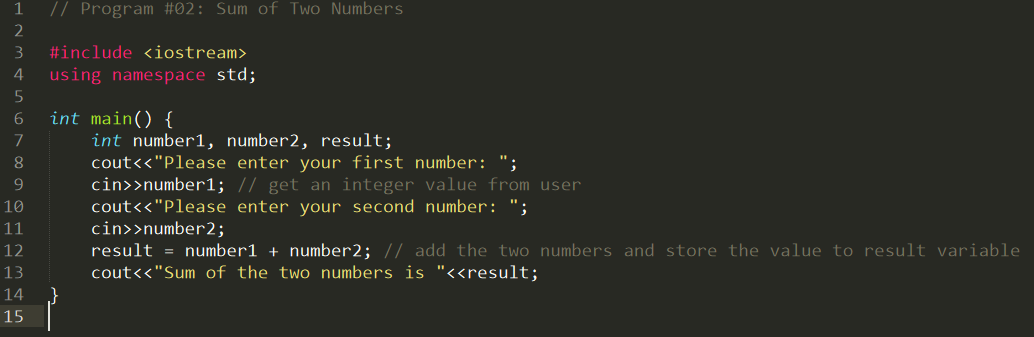 1 // Program #02: Sum of Two Numbers
2
3 #include <iostream>
4 using namespace std;
5
6 int main() {
7 int number1, number2, result;
8 cout<<"Please enter your first number: ";
9 cin>>number1; // get an integer value from user
10 cout<<"Please enter your second number: ";
11 cin>>number2;
12 result = number1 + number2; // add the two numbers and store the value to result variable
13 cout<<"Sum of the two numbers is "<<result;
14 }
15